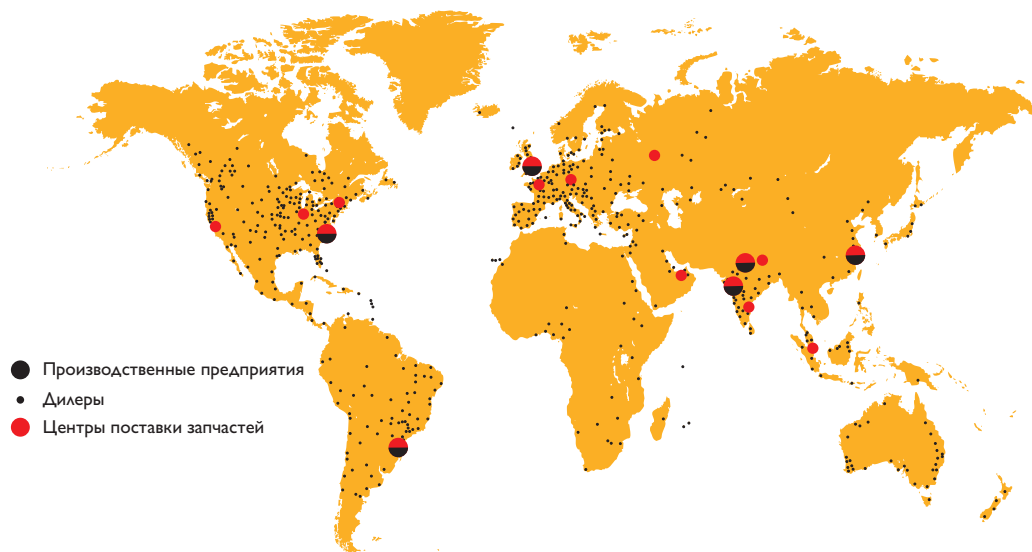 Производственные предприятия
Дилеры
Центры поставки запчастей